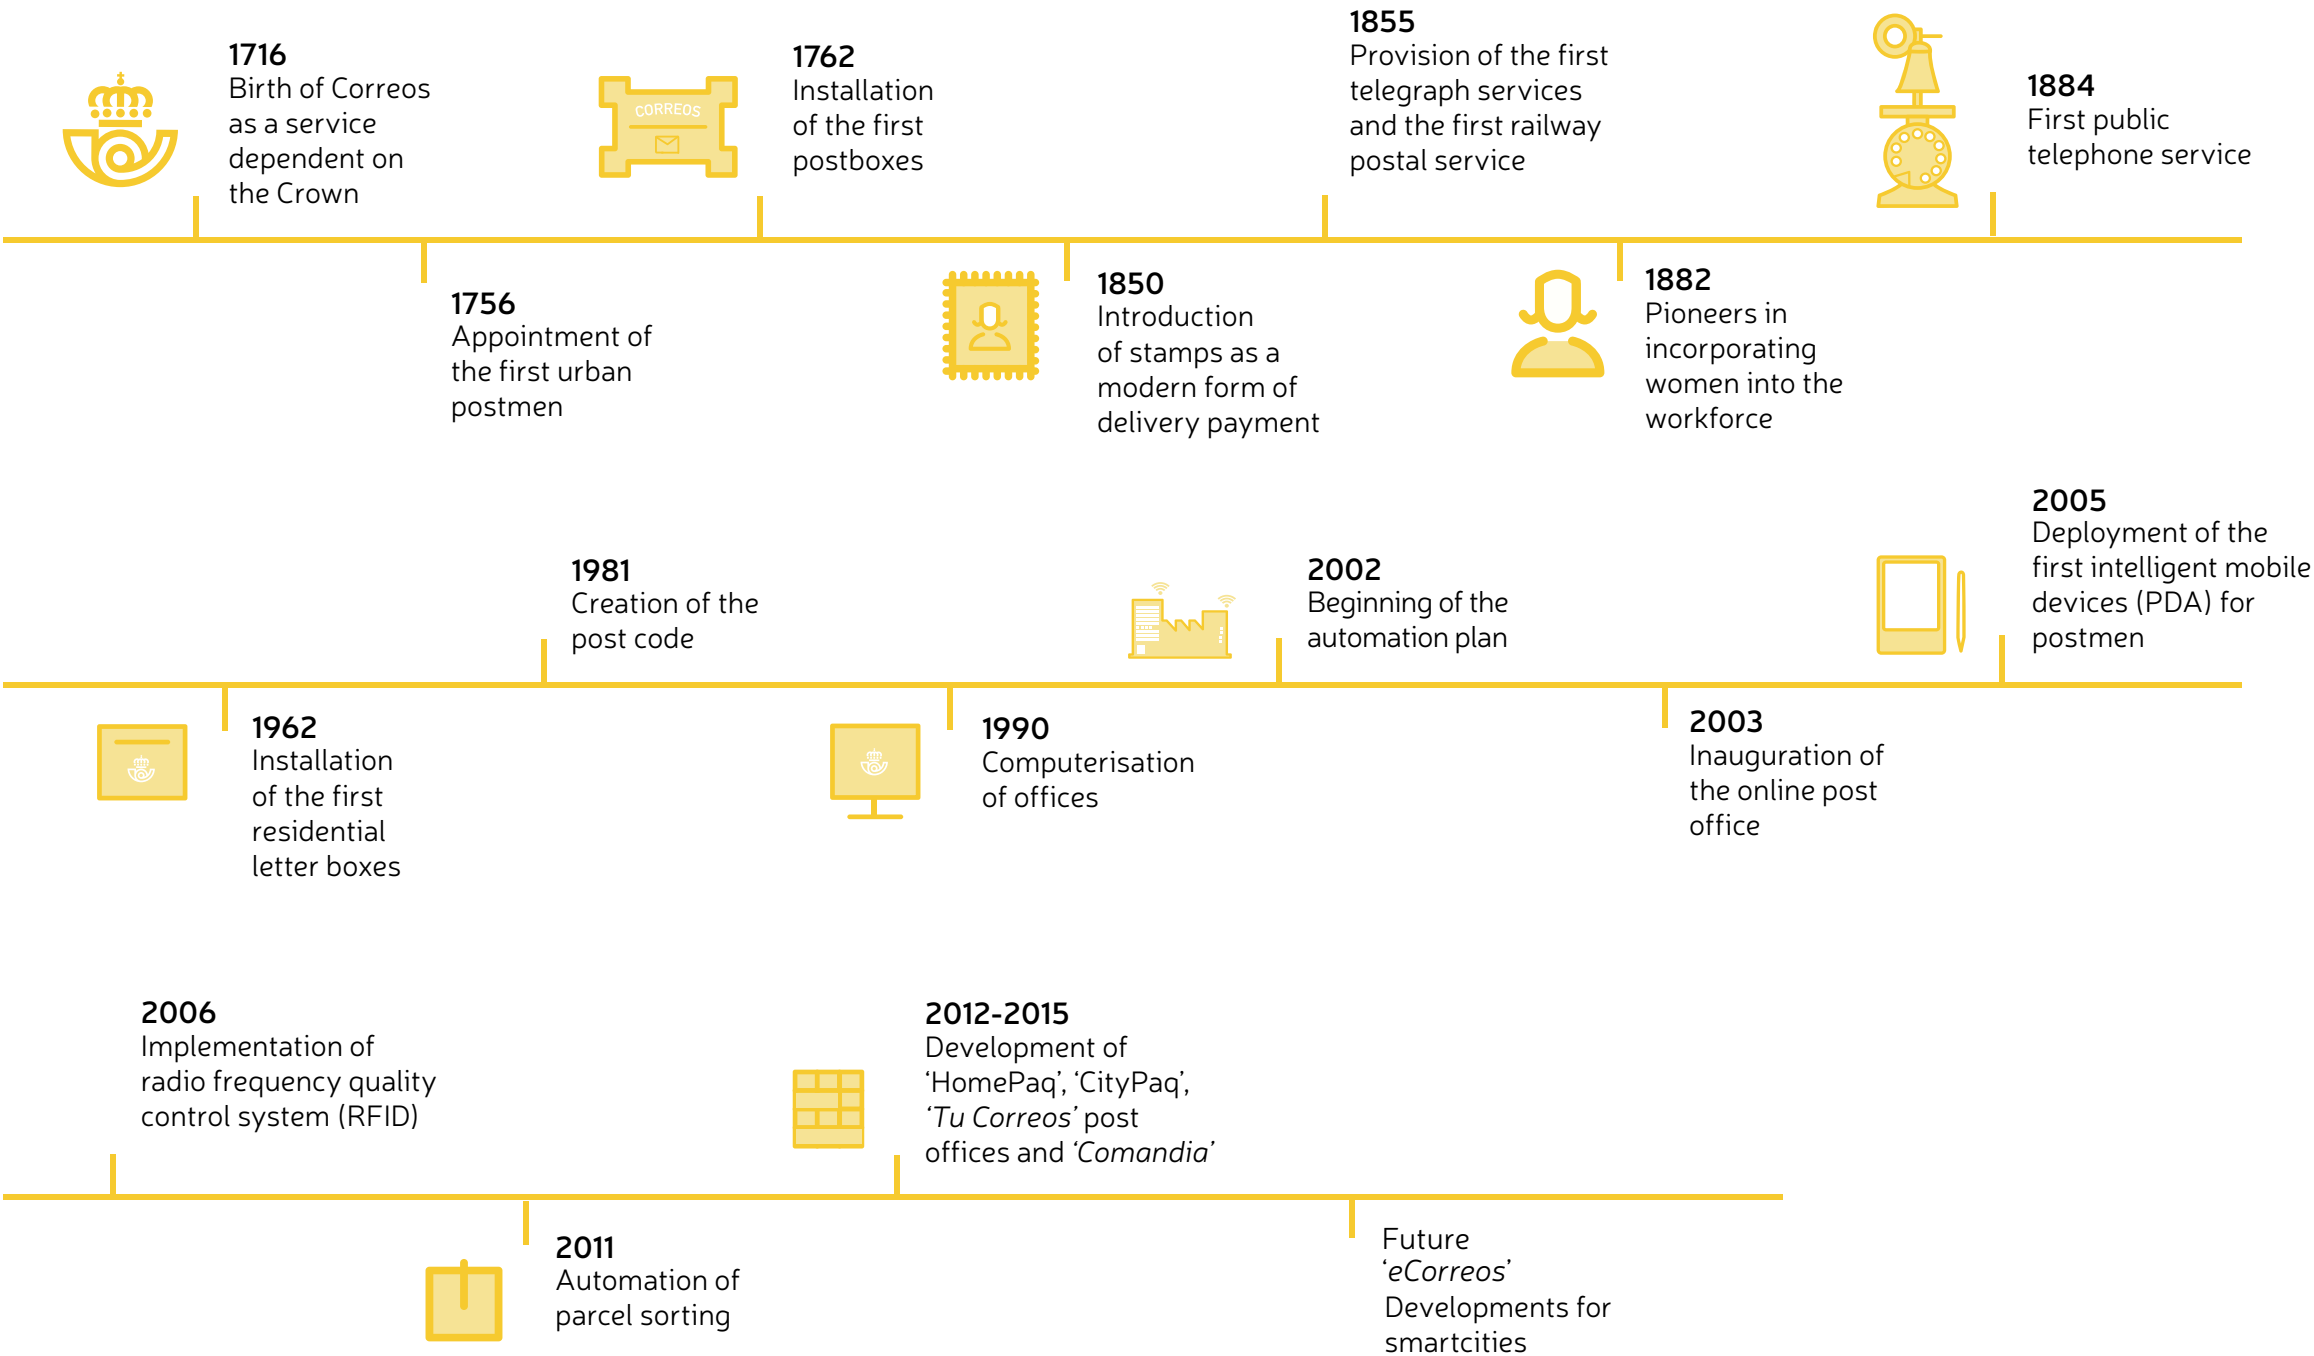 1716
Birth of Correos
as a service
dependent on
the Crown
CORREOS
1762
Installation
of the first
postboxes
1855
Provision of the first
telegraph services
and the first railway
postal service
1884
First public
telephone service
1756
Appointment of
the first urban
postmen
1850
Introduction
of stamps as a
modern form of
delivery payment
1882
Pioneers in
incorporating
women into the
workforce
1981
Creation of the
post code
2002
Beginning of the
automation plan
2005
Deployment of the
first intelligent mobile
devices (PDA) for
postmen
1962
Installation
of the first
residential
letter boxes
1990
Computerisation
of offices
2003
Inauguration of
the online post
office
2006
Implementation of
radio frequency quality
control system (RFID)
2012-2015
Development of
‘HomePaq’, ‘CityPaq’,
‘Tu Correos’ post
offices and ‘Comandia’
2011
Automation of
parcel sorting
Future
‘eCorreos’
Developments for
smartcities